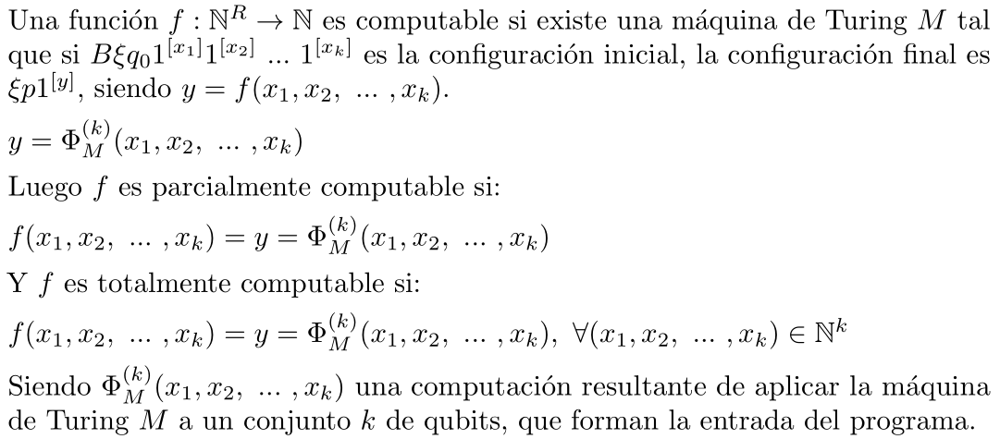 Una función $f : \mathbb{N}^R \to \mathbb{N}$ es computable si existe una máquina de Turing $M$ tal
que si $B\xi q_0 1^{[x_1]} 1^{[x_2]} \ ... \ 1^{[x_k]}$ es la configuración inicial, la configuración final es
$\xi p 1^{[y]}$, siendo $y = f(x_1, x_2, \ ... \ , x_k)$.
$y = \Phi_M^{(k)}(x_1, x_2, \ ... \ , x_k)$
Luego $f$ es parcialmente computable si:
$f(x_1, x_2, \ ... \ , x_k) = y = \Phi_M^{(k)}(x_1, x_2, \ ... \ , x_k)$
Y $f$ es totalmente computable si:
$f(x_1, x_2, \ ... \ , x_k) = y = \Phi_M^{(k)}(x_1, x_2, \ ... \ , x_k), \ \forall (x_1, x_2, \ ... \ , x_k) \in \mathbb{N}^k$
Siendo $\Phi_M^{(k)}(x_1, x_2, \ ... \ , x_k)$ una computación resultante de aplicar la máquina
de Turing $M$ a un conjunto $k$ de qubits, que forman la entrada del programa.